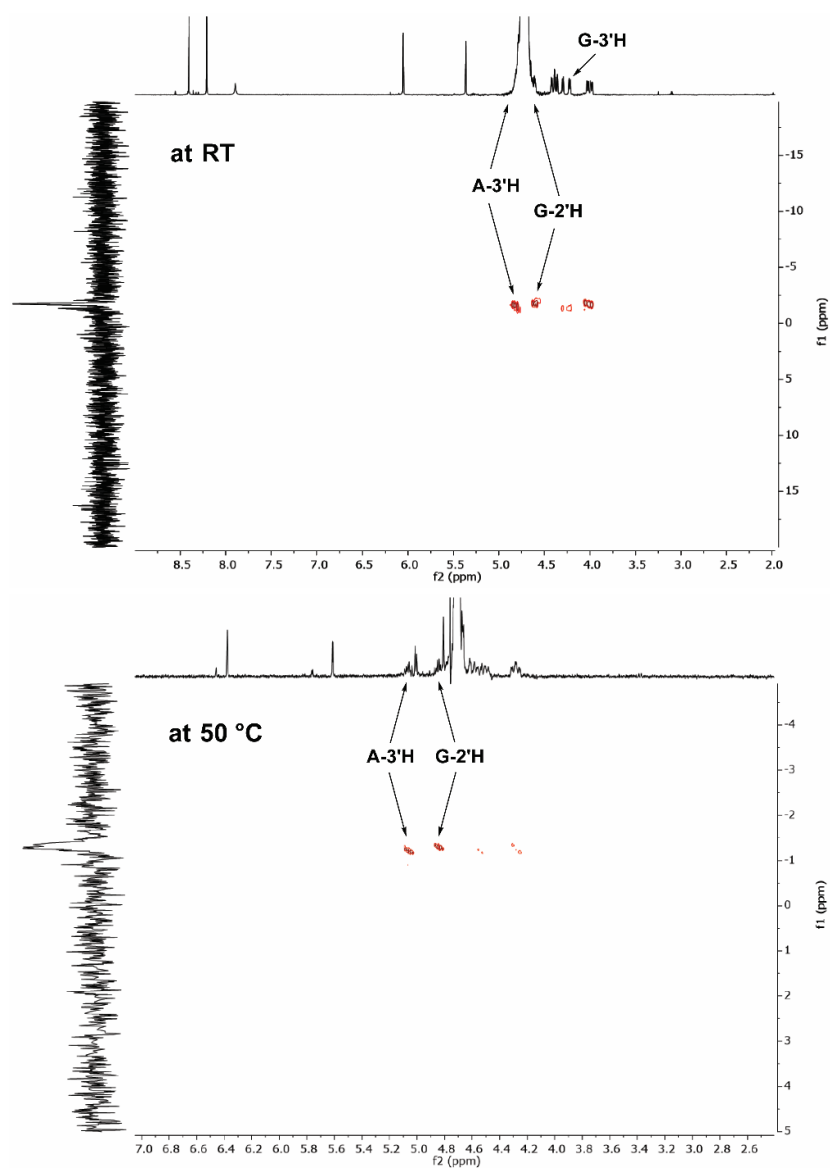 G-3'H
at RT
A-3'H
G-2'H
-15
-10
-5
0
5
10
15
f1 (ppm)
8.5 8.0 7.5 7.0 6.5 6.0 5.5 5.0 4.5 4.0 3.5 3.0 2.5 2.0
f2 (ppm)
at 50 °C
A-3'H G-2'H
-4
-3
-2
-1
0
1
2
3
4
5
f1 (ppm)
7.0 6.8 6.6 6.4 6.2 6.0 5.8 5.6 5.4 5.2 5.0 4.8 4.6 4.4 4.2 4.0 3.8 3.6 3.4 3.2 3.0 2.8 2.6
f2 (ppm)